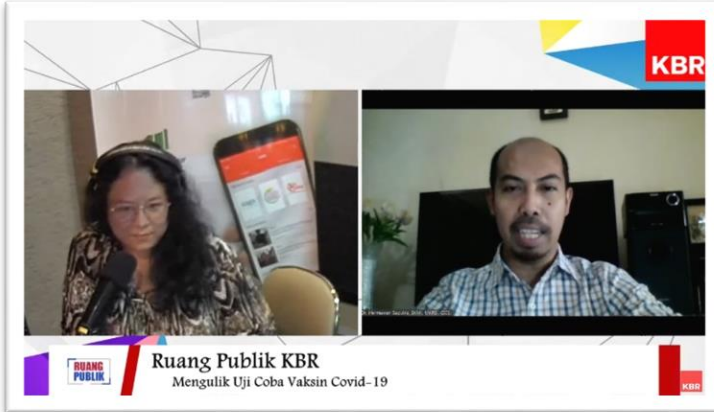 KBR
RUANG
PUBLIK
Ruang Publik KBR
Mengulik Uji Coba Vaksin Covid-19
KBR